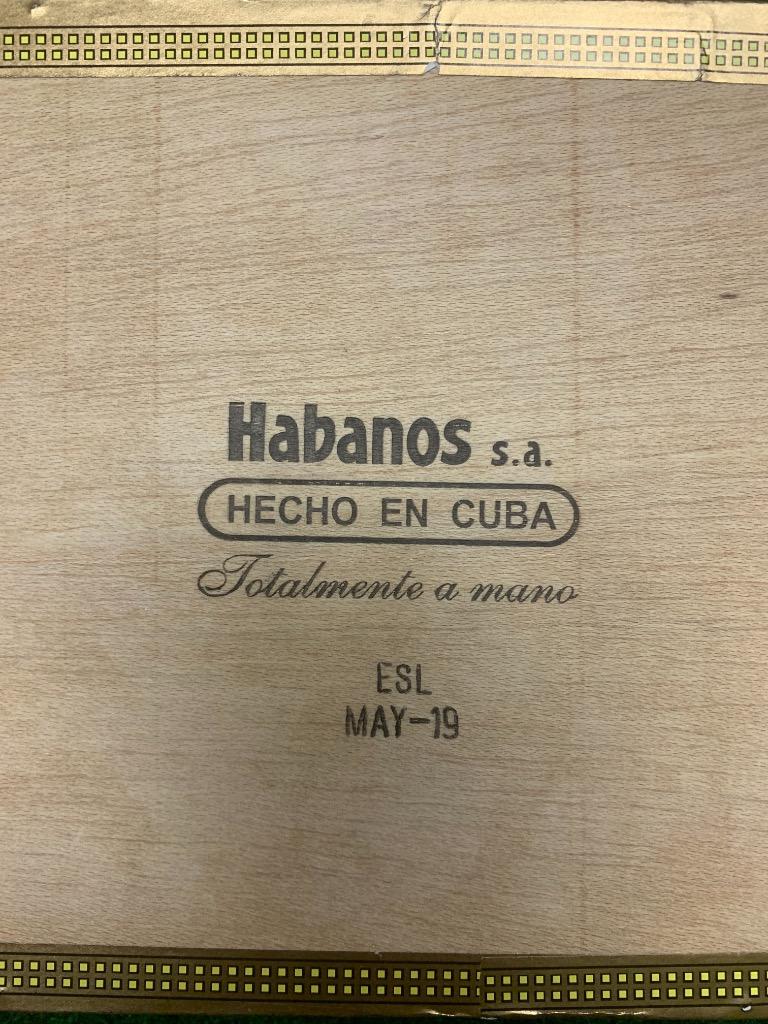 Habanos s.a.
HECHO EN CUBA
Totalmente a mano
ESL
MAY-19